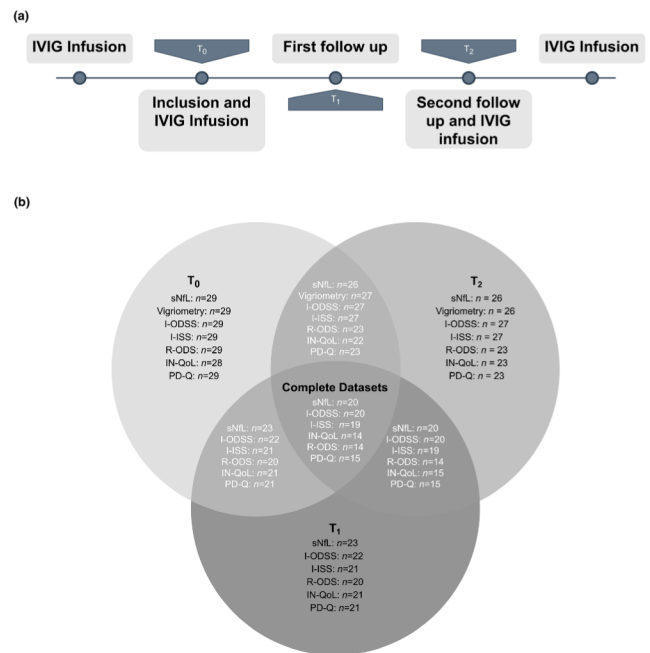 (a)
IVIG Infusion
T0
First follow up
T2
IVIG Infusion
Inclusion and
IVIG Infusion
T1
Second follow
up and IVIG
infusion
(b)
T0
sNfL: n=29
Vigriometry: n=29
I-ODSS: n=29
I-ISS: n=29
R-ODS: n=29
IN-QoL: n=28
PD-Q: n=29
sNfL: n=26
Vigriometry: n=27
I-ODSS: n=27
I-ISS: n=27
R-ODS: n=23
IN-QoL: n=22
PD-Q: n=23
T2
sNfL: n = 26
Vigriometry: n = 26
I-ODSS: n = 27
I-ISS: n = 27
R-ODS: n = 23
IN-QoL: n = 23
PD-Q: n = 23
Complete Datasets
sNfL: n=20
I-ODSS: n=20
I-ISS: n=19
IN-QoL n=14
R-ODS: n=14
PD-Q: n=15
sNfL: n=23
I-ODSS: n=22
I-ISS: n=21
R-ODS: n=20
IN-QoL: n=21
PD-Q: n=21
sNfL: n=20
I-ODSS: n=20
I-ISS: n=19
R-ODS: n=14
IN-QoL: n=15
PD-Q: n=15
T1
sNfL: n=23
I-ODSS: n=22
I-ISS: n=21
R-ODS: n=20
IN-QoL: n=21
PD-Q: n=21